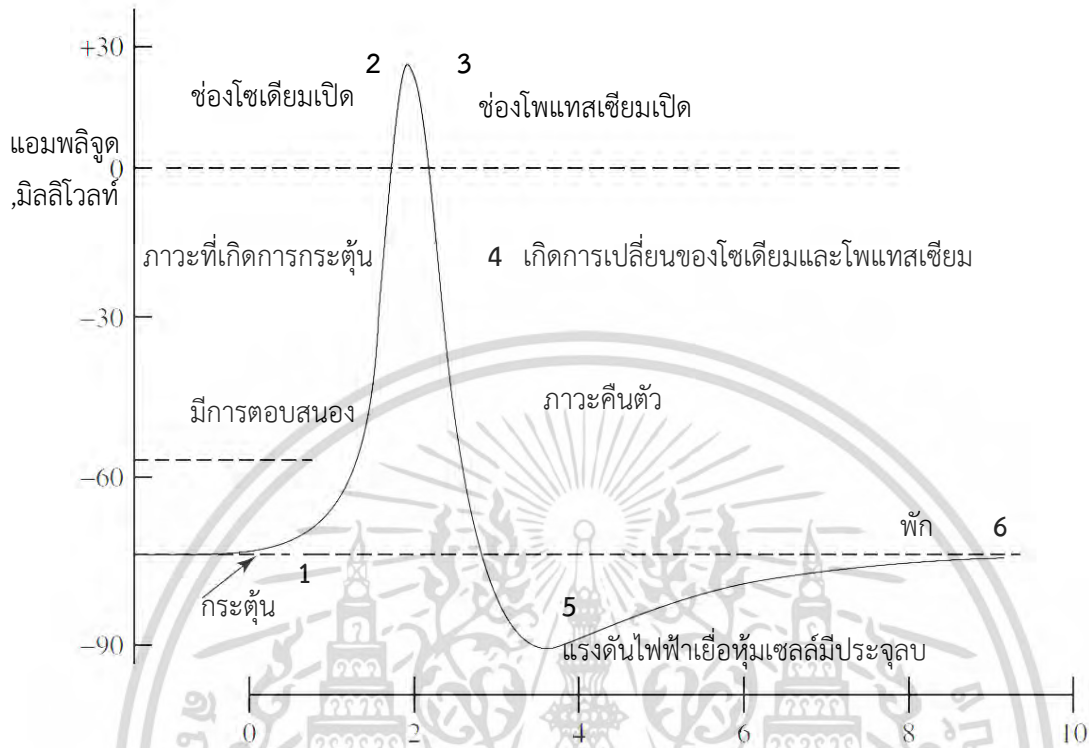 +30
2 3
ช่องโซเดียมเปิด
ช่องโพแทสเซียมเปิด
แอมพลิจูด
0
,มิลลิโวลท์
ภาวะที่เกิดการกระตุ้น
4 เกิดการเปลี่ยนของโซเดียมและโพแทสเซียม
-30
ภาวะคืนตัว
มีการตอบสนอง
-60
พัก 6
1
กระตุ้น
5
-90
แรงดันไฟฟ้าเยื่อหุ้มเซลล์มีประจุลบ
0 2 4 6 8 10